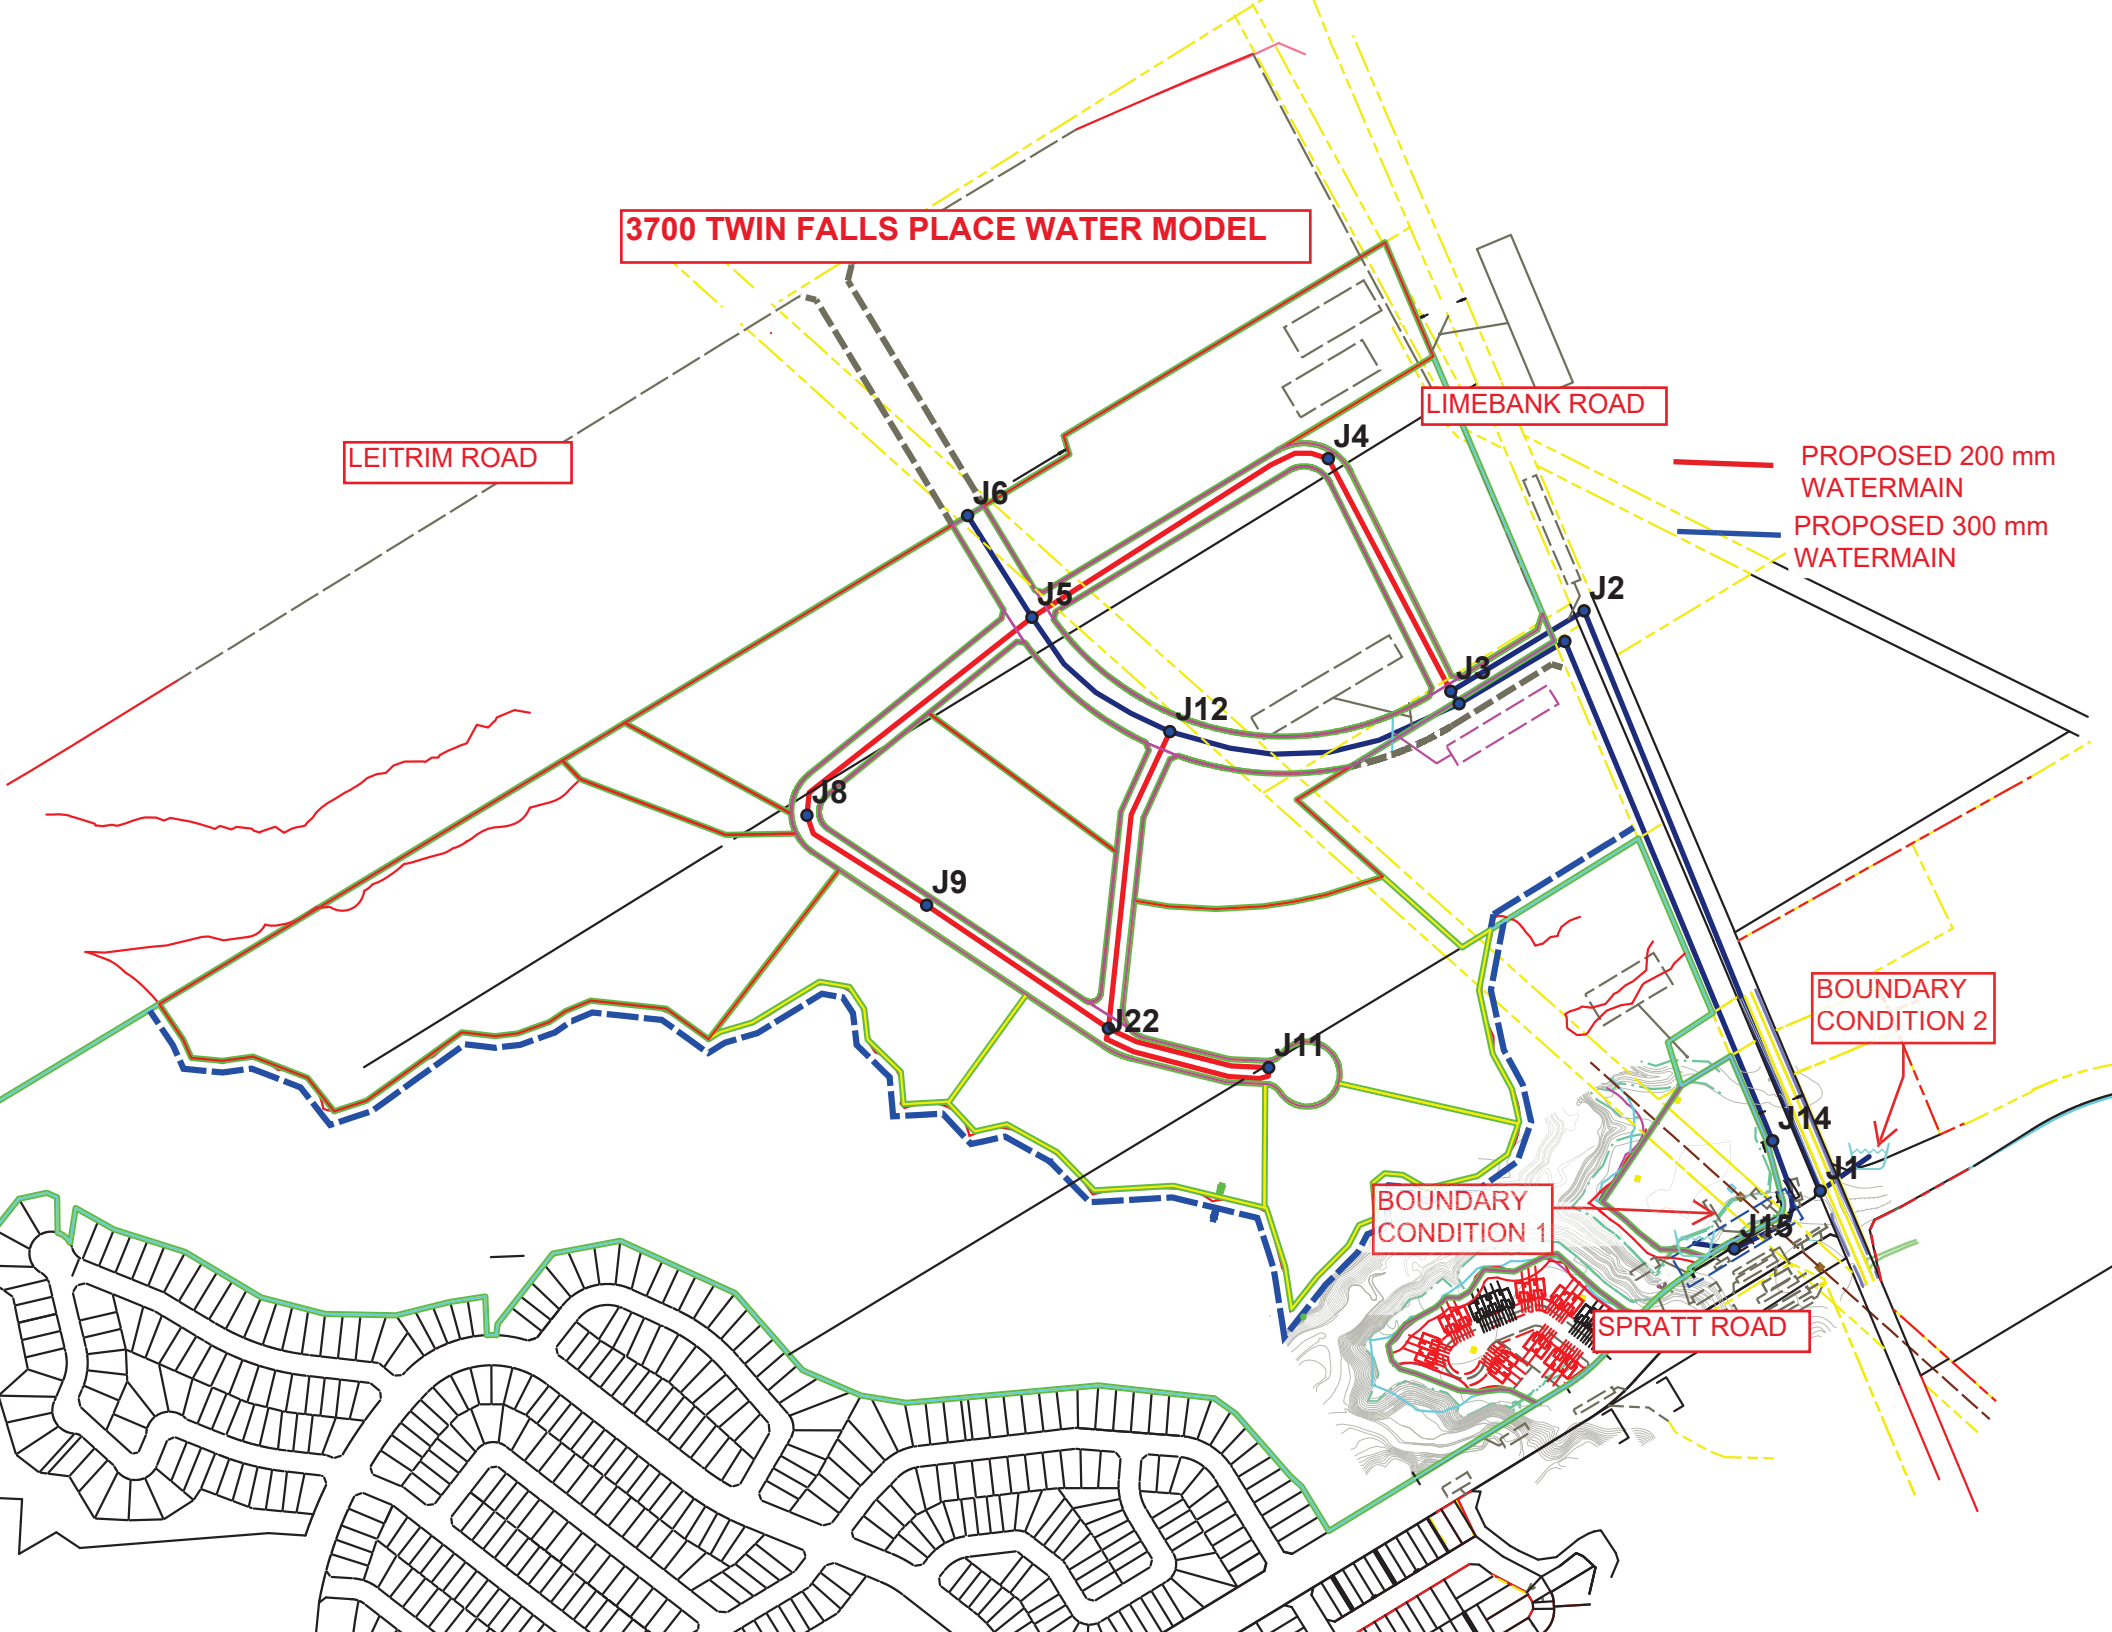 3700 TWIN FALLS PLACE WATER MODEL
LIMEBANK ROAD
J4
LEITRIM ROAD
PROPOSED 200 mm
WATERMAIN
J6
PROPOSED 300 mm
WATERMAIN
J5
J2
J3
J12
J8
J9
BOUNDARY
CONDITION 2
J22
J11
J14
J1
BOUNDARY
CONDITION 1
J15
SPRATT ROAD